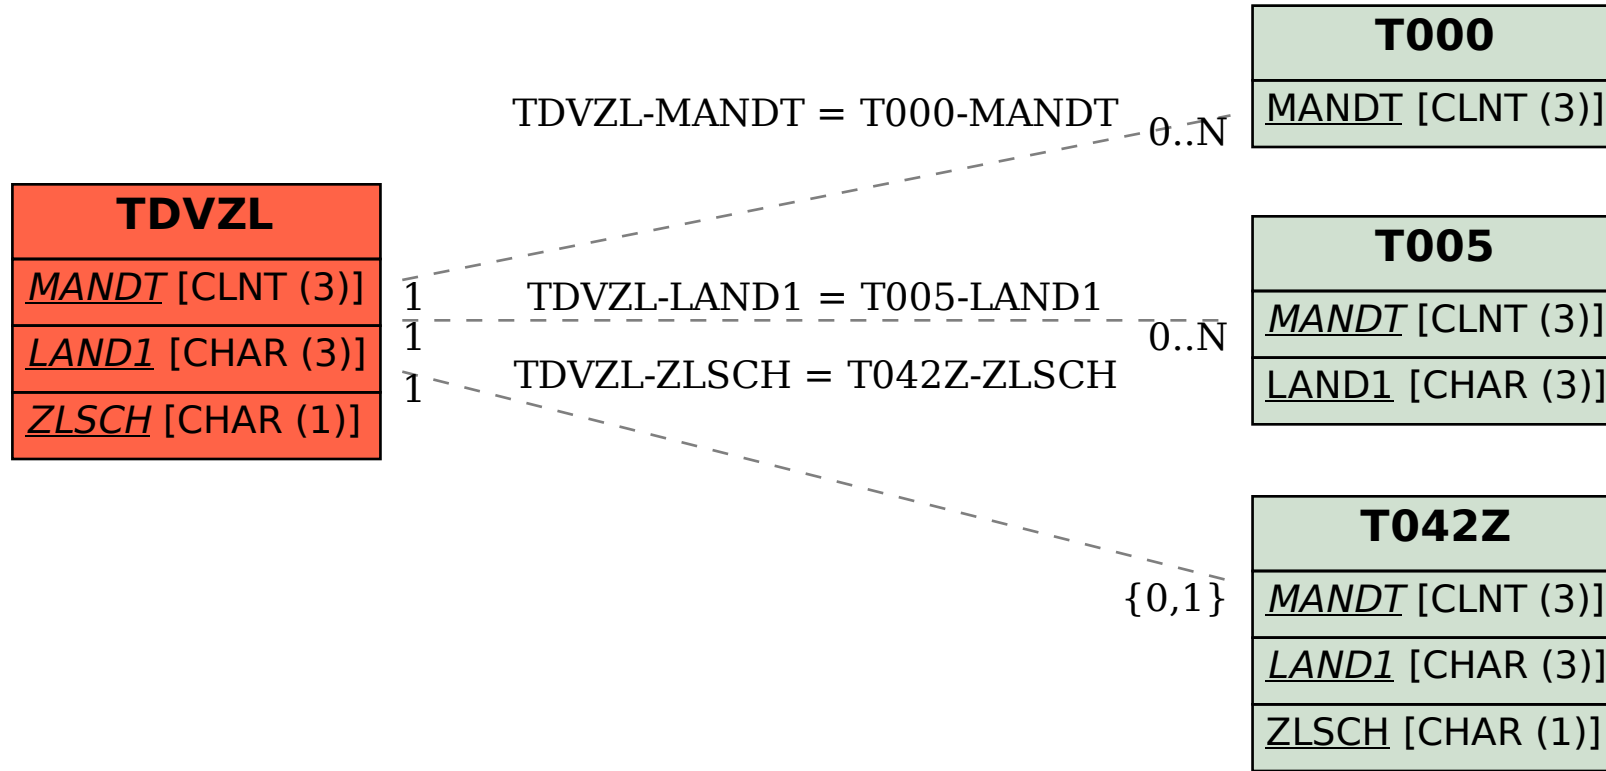 TDVZL
MANDT [CLNT (3)]
LAND1 [CHAR (3)]
ZLSCH [CHAR (1)]
TDVZL-MANDT = T000-MANDT
0..N
1
TDVZL-LAND1 = T005-LAND1
1
0..N
TDVZL-ZLSCH = T042Z-ZLSCH
1
{0,1}
T000
MANDT [CLNT (3)]
T005
MANDT [CLNT (3)]
LAND1 [CHAR (3)]
T042Z
MANDT [CLNT (3)]
LAND1 [CHAR (3)]
ZLSCH [CHAR (1)]